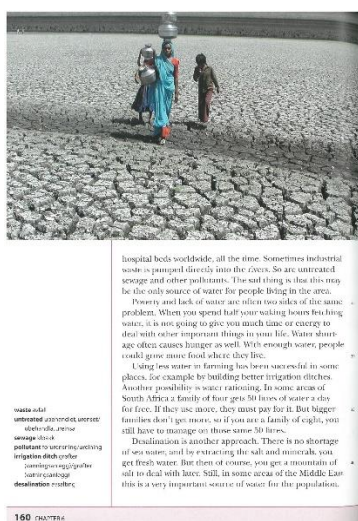 hospital beds worldwide, all the time. Sometimes industrial
waste is pumped directly into the rivers. So are untreated
sewage and other pollutants. The sad thing is that this may
be the only source of water for people living in the area.
Poverty and lack of water are often two sides of the same
problem. When you spend half your waking hours fetching
water, it is not going to give you much time or energy to
deal with other important things in your life. Water short-
age often causes hunger as well. With enough water, people
could grow more food where they live.
Using less water in farming has been successful in some
places, for example by building better irrigation ditches.
Another possibility is water rationing. In some areas of
South Africa a family of four gets 50 litres of water a day
for free. If they use more, they must pay for it. But bigger
families don't get more, so if you are a family of eight, you
still have to manage on those same 50 litres.
Desalination is another approach. There is no shortage
of sea water, and by extracting the salt and minerals, you
get fresh water. But then of course, you get a mountain of
salt to deal with later. Still, in some areas of the Middle East
this is a very important source of water for the population.
waste avfall
untreated ubehandlet, urenset/
ubehandla, ureinsa
sewage kloakk
pollutant forurensning/ureining
irrigation ditch grøfter
desalination avsalting
160 CHAPTER 6